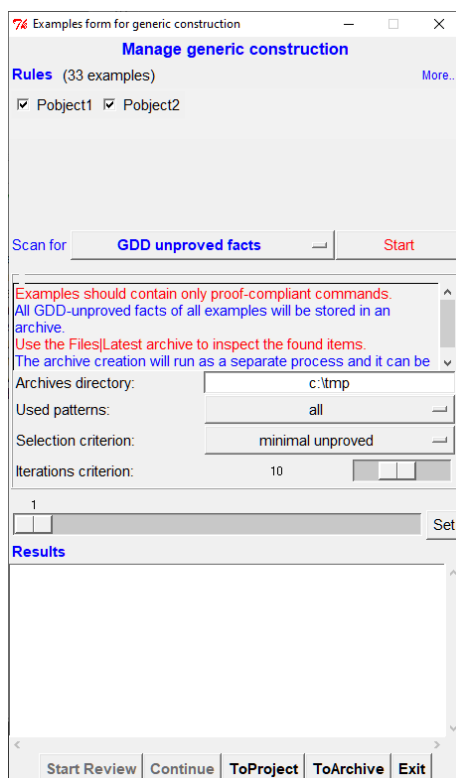 Examples form for generic construction
Manage generic construction
Rules (33 examples) More..
Pobject1 Pobject2
Scan for GDD unproved facts Start
Examples should contain only proof-compliant commands.
All GDD-unproved facts of all examples will be stored in an
archive.
Use the Files|Latest archive to inspect the found items.
The archive creation will run as a separate process and it can be
Archives directory: c:\tmp
Used patterns: all
Selection criterion: minimal unproved
Iterations criterion: 10
1
Set
Results
Start Review Continue ToProject ToArchive Exit